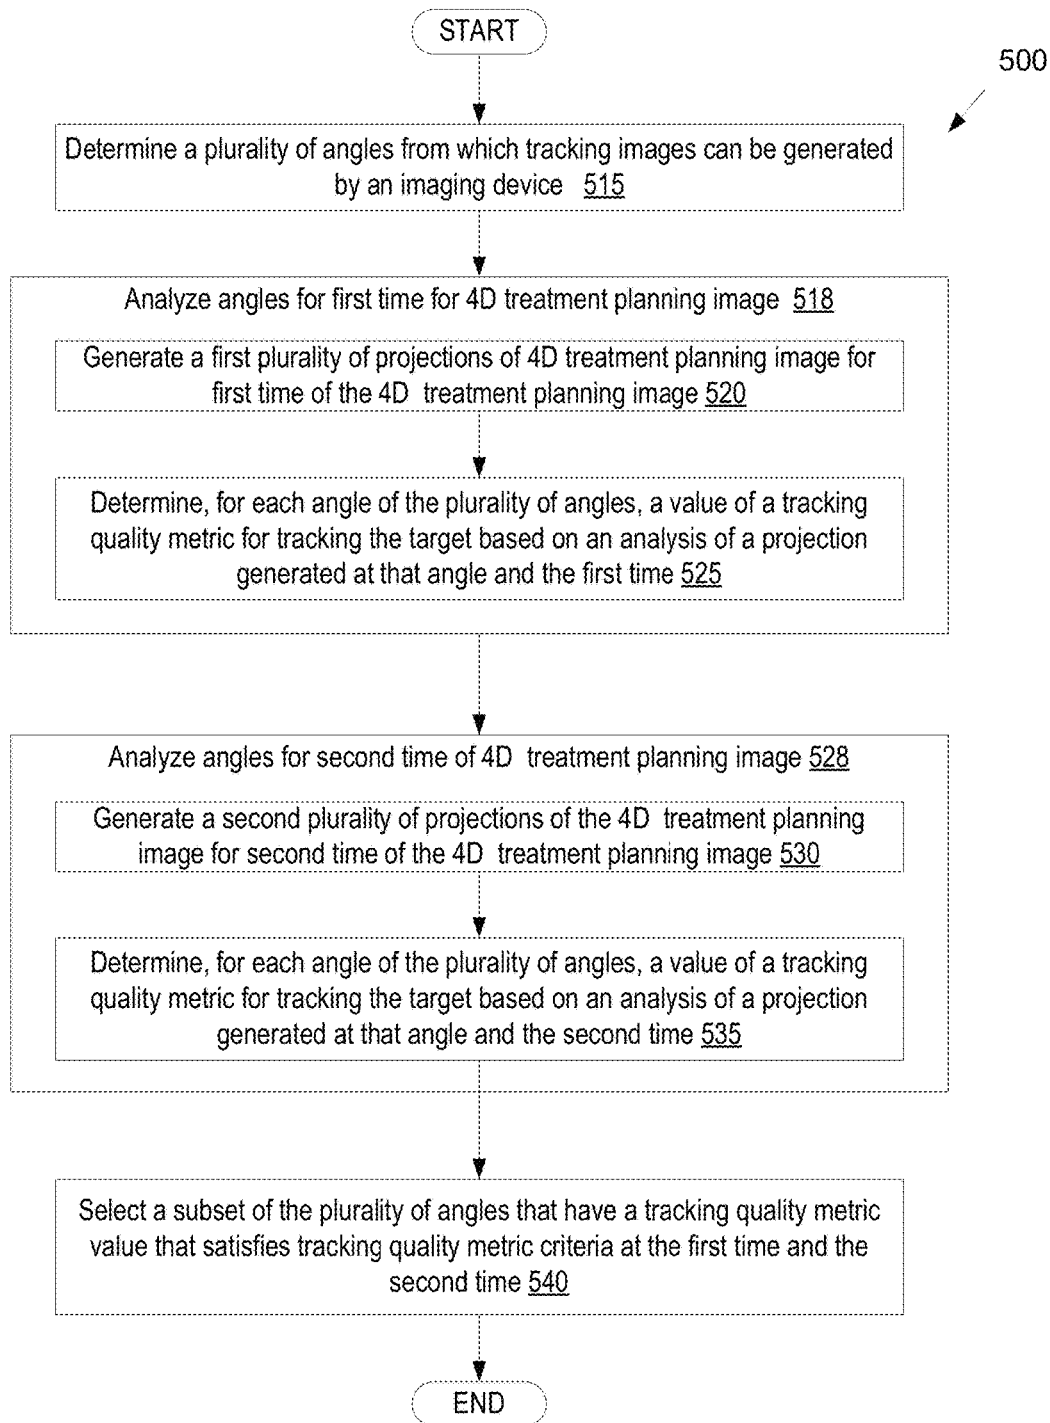 START
500
Determine a plurality of angles from which tracking images can be generated
by an imaging device 515
Analyze angles for first time for 4D treatment planning image 518
Generate a first plurality of projections of 4D treatment planning image for
first time of the 4D treatment planning image 520
Determine, for each angle of the plurality of angles, a value of a tracking
quality metric for tracking the target based on an analysis of a projection
generated at that angle and the first time 525
Analyze angles for second time of 4D treatment planning image 528
Generate a second plurality of projections of the 4D treatment planning
image for second time of the 4D treatment planning image 530
Determine, for each angle of the plurality of angles, a value of a tracking
quality metric for tracking the target based on an analysis of a projection
generated at that angle and the second time 535
Select a subset of the plurality of angles that have a tracking quality metric
value that satisfies tracking quality metric criteria at the first time and the
second time 540
END